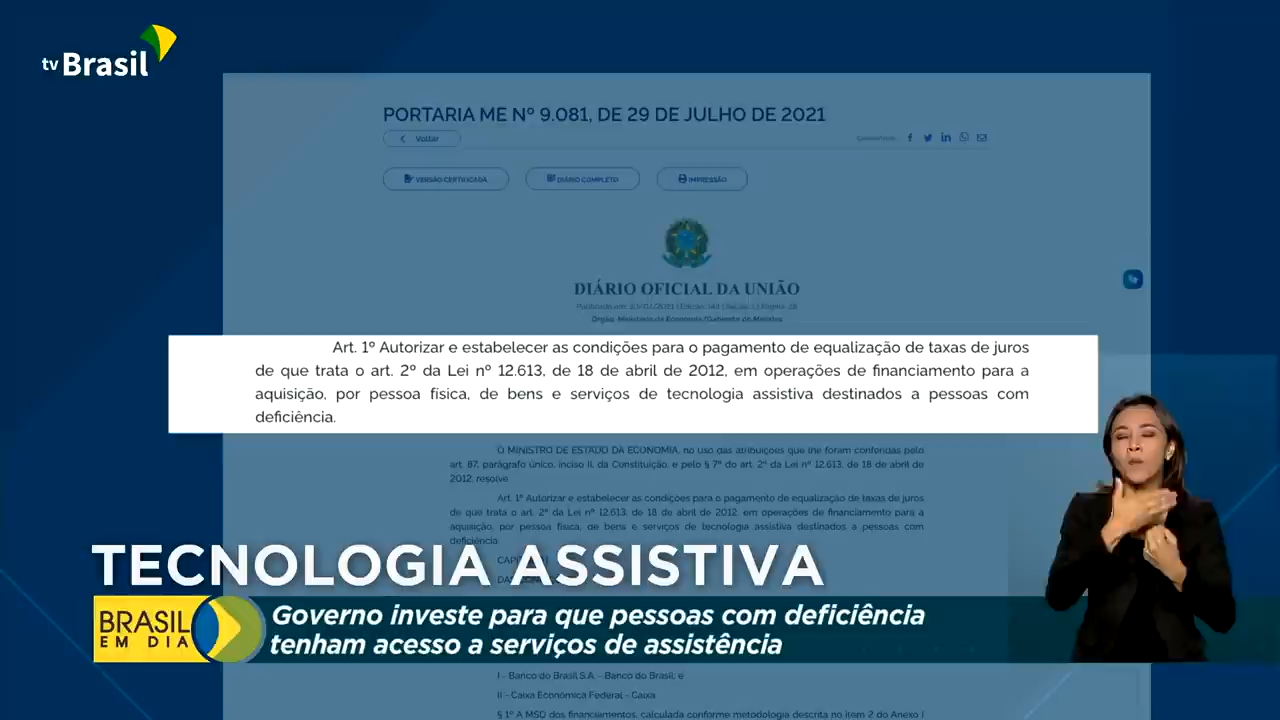 tv Brasil
PORTARIA ME Nº 9.081, DE 29 DE JULHO DE 2021
Voltar
VERSÃO CERTIFICADA
DIÁRIO COMPLETO
IMPRESSÃO
DIÁRIO OFICIAL DA UNIÃO
Órgão: Ministério da Economia/Gabinete do Ministro
Art. 1º Autorizar e estabelecer as condições para o pagamento de equalização de taxas de juros
de que trata o art. 2º da Lei nº 12.613, de 18 de abril de 2012, em operações de financiamento para a
aquisição, por pessoa física, de bens e serviços de tecnologia assistiva destinados a pessoas com
deficiência.
O MINISTRO DE ESTADO DA ECONOMIA, no uso das atribuições que lhe foram conferidas pelo
art. 87, parágrafo único, inciso II, da Constituição, e pelo § 7º do art. 2º da Lei nº 12.613, de 18 de abril de
2012, resolve
Art. 1º Autorizar e estabelecer as condições para o pagamento de equalização de taxas de juros
de que trata o art. 2º da Lei nº 12.613, de 18 de abril de 2012, em operações de financiamento para a
aquisição, por pessoa física, de bens e serviços de tecnologia assistiva destinados a pessoas com
deficiência.
TECNOLOGIA ASSISTIVA
BRASIL
EM DIA
Governo investe para que pessoas com deficiência
tenham acesso a serviços de assistência
I - Banco do Brasil S.A. - Banco do Brasil; e
II - Caixa Econômica Federal - Caixa
§ 1º A MSD dos financiamentos, calculada conforme metodologia descrita no item 2 do Anexo I